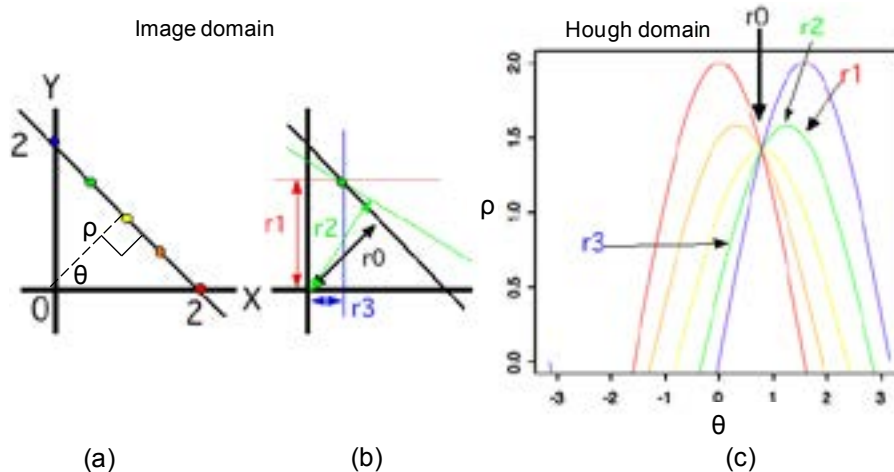 Image domain
Y
2
ρ
θ
0
2
X
(a)
r1
r2
r0
r3
(b)
Hough domain
r0
r2
r1
r3
ρ
2.0
1.5
1.0
0.5
0.0
-3 -2 -1 0 1 2 3
θ
(c)